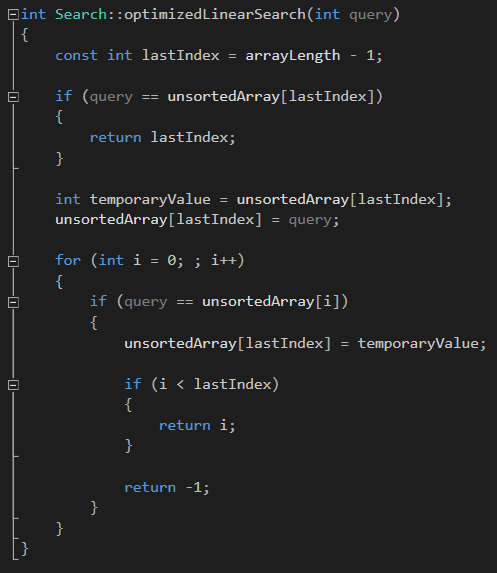 int Search::optimizedLinearSearch(int query)
{
    const int lastIndex = arrayLength - 1;

    if (query == unsortedArray[lastIndex])
    {
        return lastIndex;
    }

    int temporaryValue = unsortedArray[lastIndex];
    unsortedArray[lastIndex] = query;

    for (int i = 0; ; i++)
    {
        if (query == unsortedArray[i])
        {
            unsortedArray[lastIndex] = temporaryValue;

            if (i < lastIndex)
            {
                return i;
            }

            return -1;
        }
    }
}